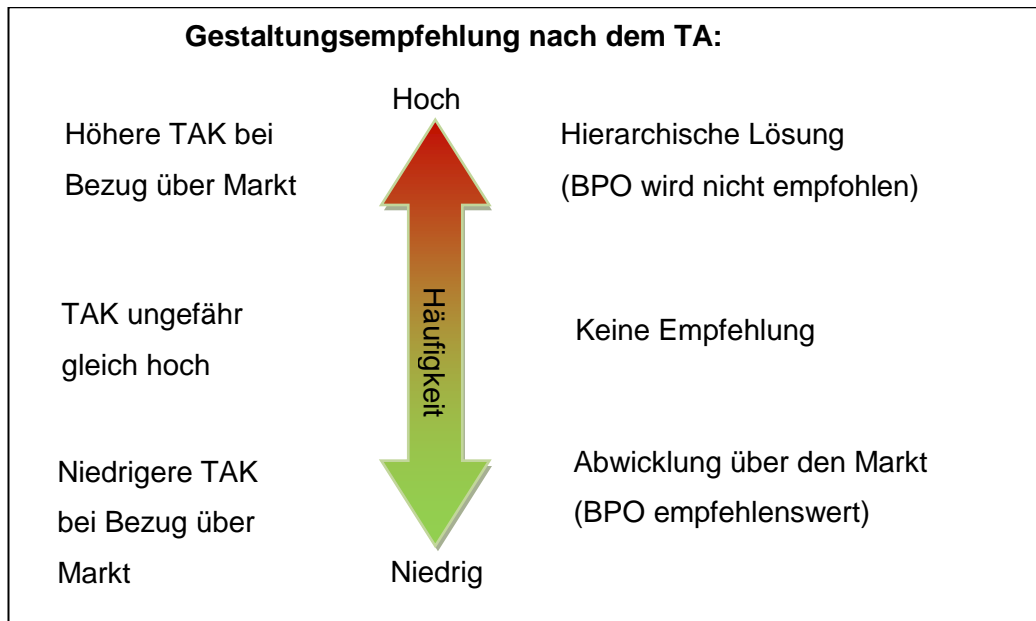 Gestaltungsempfehlung nach dem TA:
Hoch
Höhere TAK bei
Bezug über Markt
Hierarchische Lösung
(BPO wird nicht empfohlen)
TAK ungefähr
gleich hoch
Häufigkeit
Keine Empfehlung
Niedrigere TAK
bei Bezug über
Markt
Abwicklung über den Markt
(BPO empfehlenswert)
Niedrig